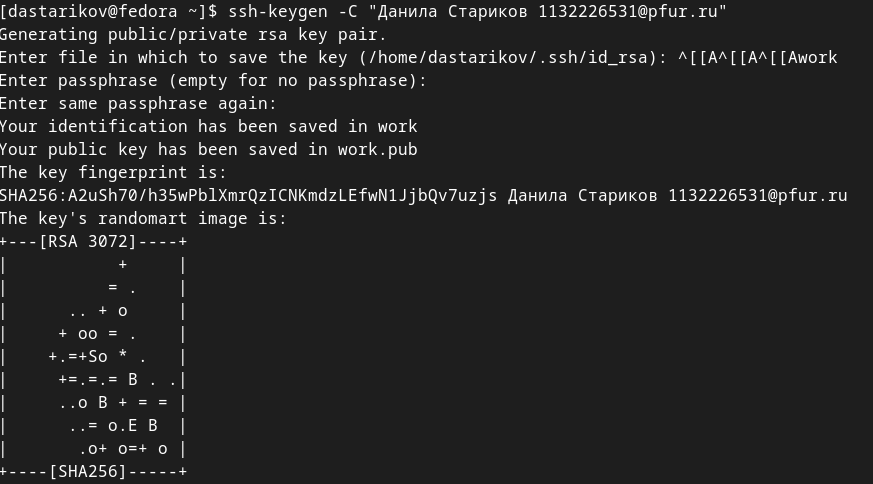 [dastarikov@fedora ~]$ ssh-keygen -C "Данила Стариков 1132226531@pfur.ru"
Generating public/private rsa key pair.
Enter file in which to save the key (/home/dastarikov/.ssh/id_rsa): ^[[A^[[A^[[Awork
Enter passphrase (empty for no passphrase):
Enter same passphrase again:
Your identification has been saved in work
Your public key has been saved in work.pub
The key fingerprint is:
SHA256:A2uSh70/h35wPblXmrQzICNKmdzLEfwN1JjbQv7uzjs Данила Стариков 1132226531@pfur.ru
The key's randomart image is:
+---[RSA 3072]----+
|           +     |
|          = .    |
|      .. + o     |
|     + oo = .    |
|    +.=+So * .   |
|     +=.=.= B . .|
|     ..o B + = = |
|      ..= o.E B  |
|       .o+ o=+ o |
+----[SHA256]-----+